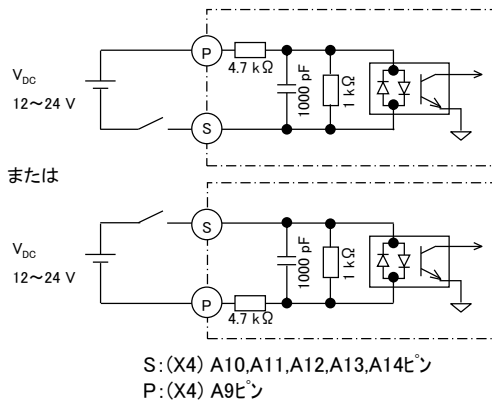 P
4.7 kΩ
V_DC
12～24 V
1000 pF
1 kΩ
S
または
S
V_DC
12～24 V
1000 pF
1 kΩ
P
4.7 kΩ
S:(X4) A10,A11,A12,A13,A14ピン
P:(X4) A9ピン